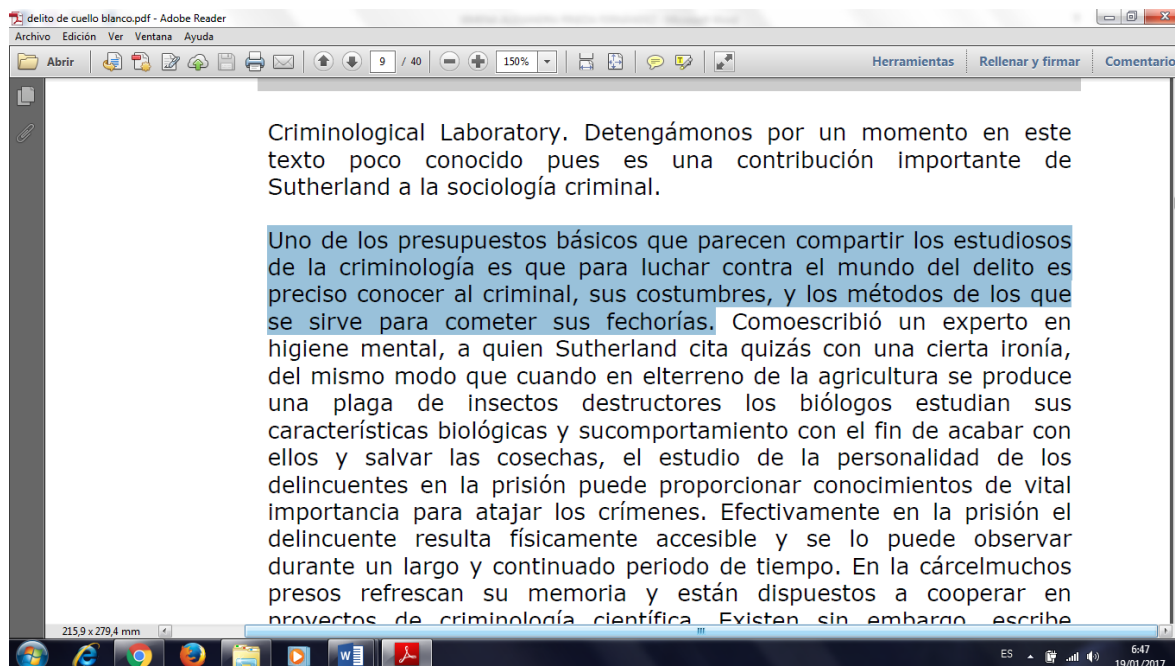 delito de cuello blanco.pdf - Adobe Reader
Archivo Edición Ver Ventana Ayuda
Abrir 9 / 40 150% Herramientas Rellenar y firmar Comentario
Criminological Laboratory. Detengámonos por un momento en este
texto poco conocido pues es una contribución importante de
Sutherland a la sociología criminal.
Uno de los presupuestos básicos que parecen compartir los estudiosos
de la criminología es que para luchar contra el mundo del delito es
preciso conocer al criminal, sus costumbres, y los métodos de los que
se sirve para cometer sus fechorías. Comoescribió un experto en
higiene mental, a quien Sutherland cita quizás con una cierta ironía,
del mismo modo que cuando en elterreno de la agricultura se produce
una plaga de insectos destructores los biólogos estudian sus
características biológicas y sucomportamiento con el fin de acabar con
ellos y salvar las cosechas, el estudio de la personalidad de los
delincuentes en la prisión puede proporcionar conocimientos de vital
importancia para atajar los crímenes. Efectivamente en la prisión el
delincuente resulta físicamente accesible y se lo puede observar
durante un largo y continuado periodo de tiempo. En la cárcelmuchos
presos refrescan su memoria y están dispuestos a cooperar en
proyectos de criminología científica. Existen sin embargo, escribe
215,9 x 279,4 mm
ES 6:47
19/01/2017